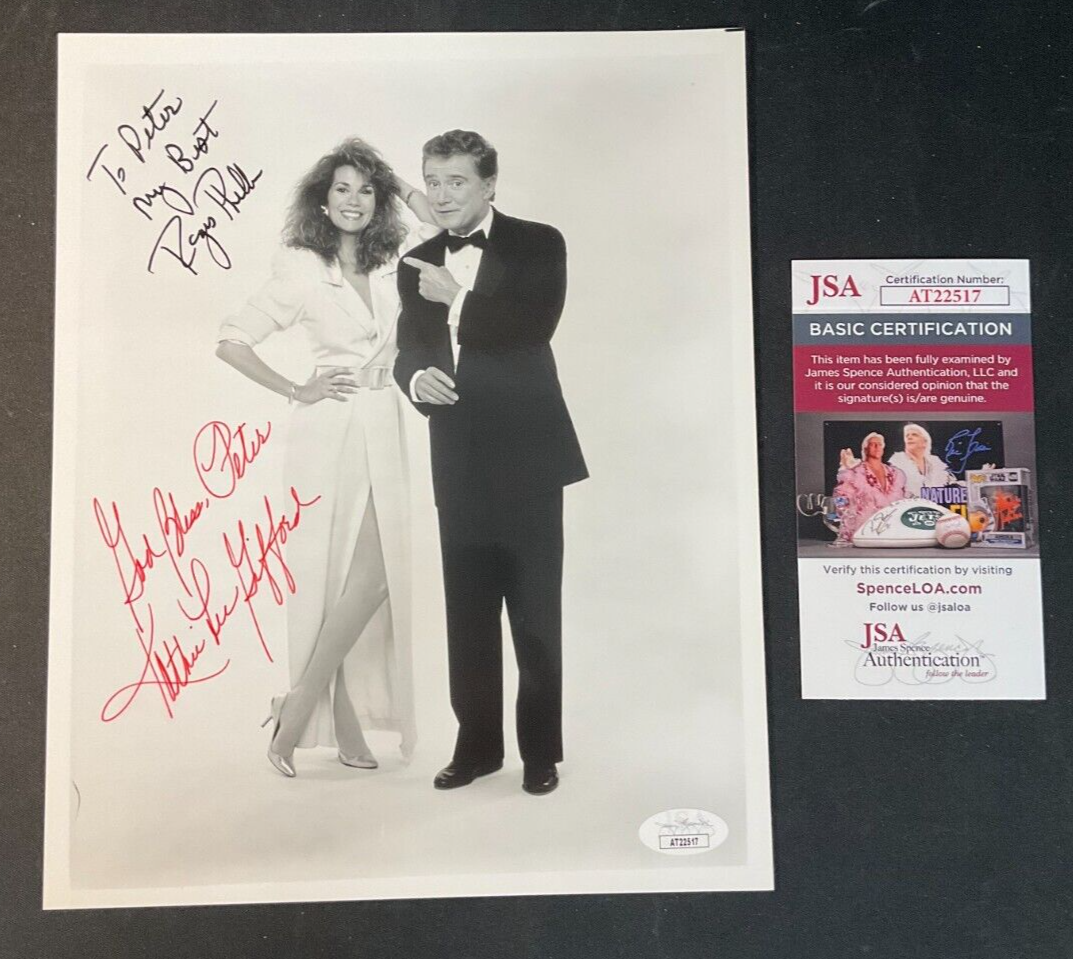 To Peter
My Best
Regis Philbin
God Bless, Peter
Kathie Lee Gifford
AT22517
JSA
Certification Number:
AT22517
BASIC CERTIFICATION
This item has been fully examined by
James Spence Authentication, LLC and
it is our considered opinion that the
signature(s) is/are genuine.
NATURE
JETS
Verify this certification by visiting
SpenceLOA.com
Follow us @jsaloa
JSA
James Spence
Authentication
follow the leader